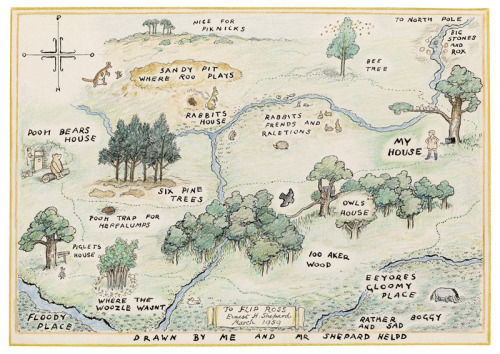 NICE FOR
PIKNICKS
TO NORTH POLE
BIG
STONES
AND
ROX
BEE
TREE
SANDY PIT
WHERE ROO PLAYS
RABBITS
HOUSE
RABBITS
FRENDS AND
RALETIONS
POOH BEARS
HOUSE
MY
HOUSE
SIX PINE
TREES
POOH TRAP FOR
HEFFALUMPS
OWLS
HOUSE
PIGLETS
HOUSE
100 AKER
WOOD
WHERE THE
WOOZLE WASNT
EEYORES
GLOOMY
PLACE
FLOODY
PLACE
TO FLIP ROSS
Ernest H. Shepard
March 1959
RATHER BOGGY
AND SAD
DRAWN BY ME AND MR SHEPARD HELPD